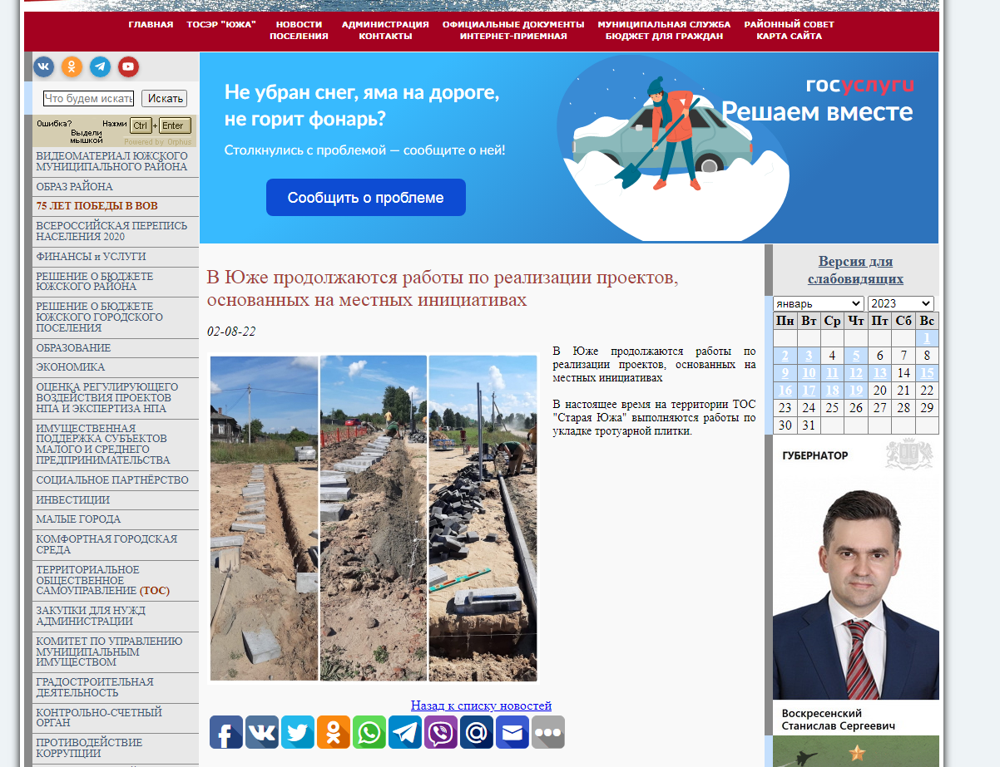 ГЛАВНАЯ
ТОСЭР "ЮЖА"
НОВОСТИ
ПОСЕЛЕНИЯ
АДМИНИСТРАЦИЯ
КОНТАКТЫ
ОФИЦИАЛЬНЫЕ ДОКУМЕНТЫ
ИНТЕРНЕТ-ПРИЕМНАЯ
МУНИЦИПАЛЬНАЯ СЛУЖБА
БЮДЖЕТ ДЛЯ ГРАЖДАН
РАЙОННЫЙ СОВЕТ
КАРТА САЙТА
Что будем искать
Искать
Ошибка? Нажми Ctrl + Enter
Выдели
мышкой
Powered by Orphus
ВИДЕОМАТЕРИАЛ ЮЖСКОГО
МУНИЦИПАЛЬНОГО РАЙОНА
ОБРАЗ РАЙОНА
75 ЛЕТ ПОБЕДЫ В ВОВ
ВСЕРОССИЙСКАЯ ПЕРЕПИСЬ
НАСЕЛЕНИЯ 2020
ФИНАНСЫ и УСЛУГИ
РЕШЕНИЕ О БЮДЖЕТЕ
ЮЖСКОГО РАЙОНА
РЕШЕНИЕ О БЮДЖЕТЕ
ЮЖСКОГО ГОРОДСКОГО
ПОСЕЛЕНИЯ
ОБРАЗОВАНИЕ
ЭКОНОМИКА
ОЦЕНКА РЕГУЛИРУЮЩЕГО
ВОЗДЕЙСТВИЯ ПРОЕКТОВ
НПА И ЭКСПЕРТИЗА НПА
ИМУЩЕСТВЕННАЯ
ПОДДЕРЖКА СУБЪЕКТОВ
МАЛОГО И СРЕДНЕГО
ПРЕДПРИНИМАТЕЛЬСТВА
СОЦИАЛЬНОЕ ПАРТНЁРСТВО
ИНВЕСТИЦИИ
МАЛЫЕ ГОРОДА
КОМФОРТНАЯ ГОРОДСКАЯ
СРЕДА
ТЕРРИТОРИАЛЬНОЕ
ОБЩЕСТВЕННОЕ
САМОУПРАВЛЕНИЕ (ТОС)
ЗАКУПКИ ДЛЯ НУЖД
АДМИНИСТРАЦИИ
КОМИТЕТ ПО УПРАВЛЕНИЮ
МУНИЦИПАЛЬНЫМ
ИМУЩЕСТВОМ
ГРАДОСТРОИТЕЛЬНАЯ
ДЕЯТЕЛЬНОСТЬ
КОНТРОЛЬНО-СЧЕТНЫЙ
ОРГАН
ПРОТИВОДЕЙСТВИЕ
КОРРУПЦИИ
Не убран снег, яма на дороге,
не горит фонарь?
Столкнулись с проблемой — сообщите о ней!
Сообщить о проблеме
госуслуги
Решаем вместе
В Юже продолжаются работы по реализации проектов,
основанных на местных инициативах
02-08-22
В Юже продолжаются работы по
реализации проектов, основанных на
местных инициативах
В настоящее время на территории ТОС
"Старая Южа" выполняются работы по
укладке тротуарной плитки.
Назад к списку новостей
Версия для
слабовидящих
январь 2023
Пн Вт Ср Чт Пт Сб Вс
1
2 3 4 5 6 7 8
9 10 11 12 13 14 15
16 17 18 19 20 21 22
23 24 25 26 27 28 29
30 31
ГУБЕРНАТОР
Воскресенский
Станислав Сергеевич